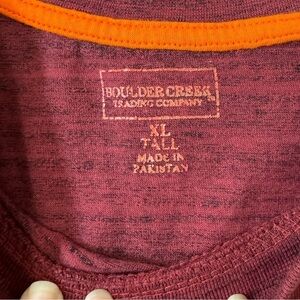 BOULDER CREEK
TRADING COMPANY
XL
TALL
MADE IN
PAKISTAN